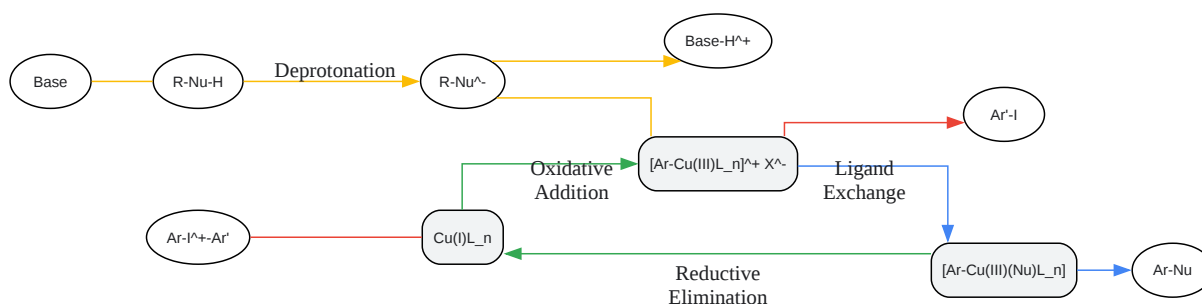 Base-H^+
Base
R-Nu-H
Deprotonation
R-Nu^-
Ar'-I
[Ar-Cu(III)L_n]^+ X^-
Oxidative
Addition
Ligand
Exchange
Ar-I^+-Ar'
Cu(I)L_n
[Ar-Cu(III)(Nu)L_n]
Ar-Nu
Reductive
Elimination